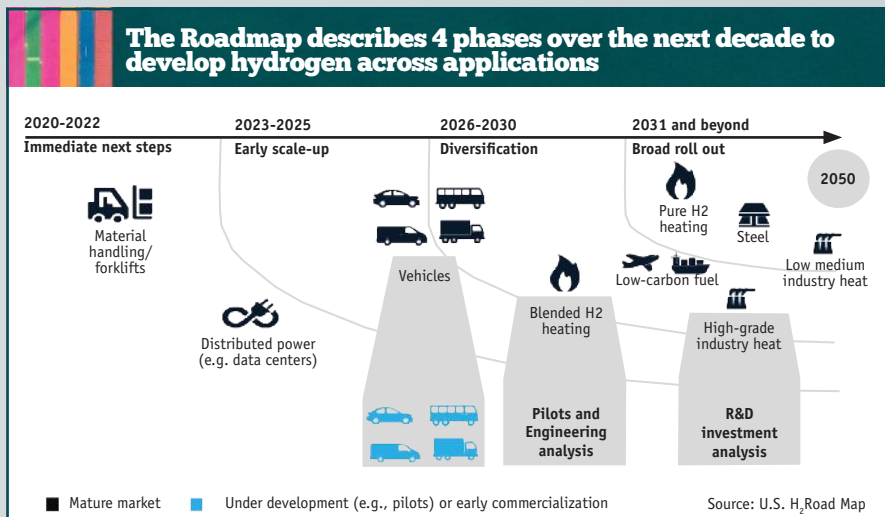 The Roadmap describes 4 phases over the next decade to
develop hydrogen across applications
2020-2022
Immediate next steps
2023-2025
Early scale-up
2026-2030
Diversification
2031 and beyond
Broad roll out
2050
Material
handling/
forklifts
Distributed power
(e.g. data centers)
Vehicles
Blended H2
heating
Pilots and
Engineering
analysis
Pure H2
heating
Steel
Low-carbon fuel
Low medium
industry heat
High-grade
industry heat
R&D
investment
analysis
Mature market
Under development (e.g., pilots) or early commercialization
Source: U.S. H₂Road Map